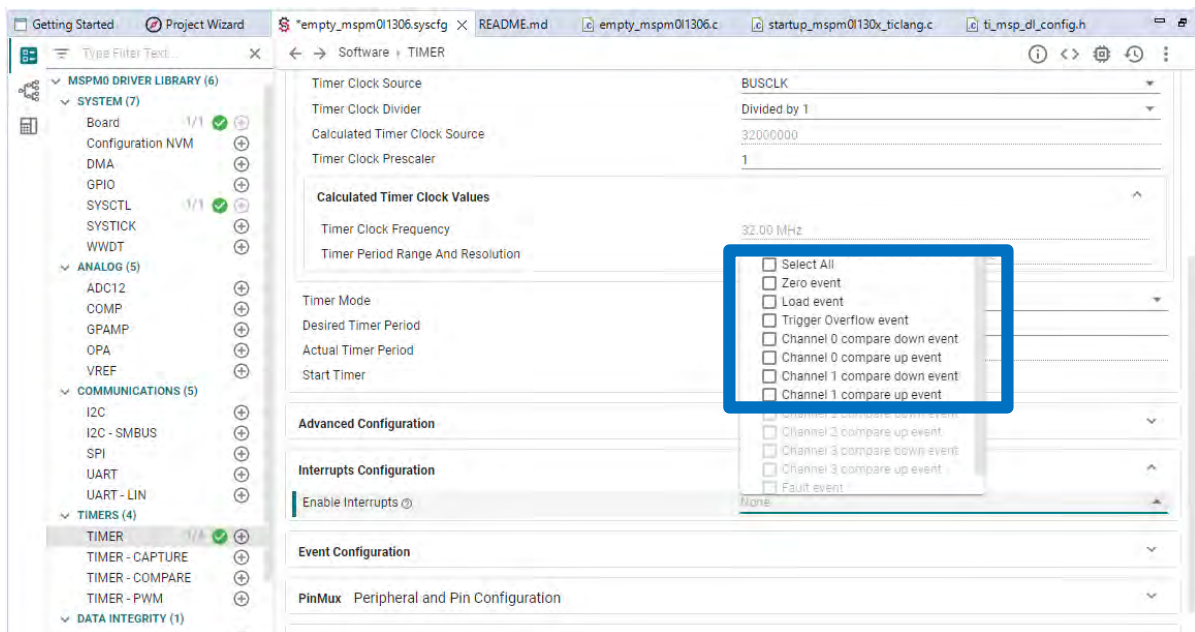 Getting Started
Project Wizard
*empty_mspm0l1306.syscfg
README.md
empty_mspm0l1306.c
startup_mspm0l130x_ticlang.c
ti_msp_dl_config.h
Type Filter Text...
Software
TIMER
MSPM0 DRIVER LIBRARY (6)
SYSTEM (7)
Board 1/1
Configuration NVM
DMA
GPIO
SYSCTL 1/1
SYSTICK
WWDT
ANALOG (5)
ADC12
COMP
GPAMP
OPA
VREF
COMMUNICATIONS (5)
I2C
I2C - SMBUS
SPI
UART
UART - LIN
TIMERS (4)
TIMER 1/4
TIMER - CAPTURE
TIMER - COMPARE
TIMER - PWM
DATA INTEGRITY (1)
Timer Clock Source BUSCLK
Timer Clock Divider Divided by 1
Calculated Timer Clock Source 32000000
Timer Clock Prescaler 1
Calculated Timer Clock Values
Timer Clock Frequency 32.00 MHz
Timer Period Range And Resolution
Timer Mode
Desired Timer Period
Actual Timer Period
Start Timer
Select All
Zero event
Load event
Trigger Overflow event
Channel 0 compare down event
Channel 0 compare up event
Channel 1 compare down event
Channel 1 compare up event
Channel 2 compare down event
Channel 2 compare up event
Channel 3 compare down event
Channel 3 compare up event
Fault event
Advanced Configuration
Interrupts Configuration
Enable Interrupts None
Event Configuration
PinMux Peripheral and Pin Configuration